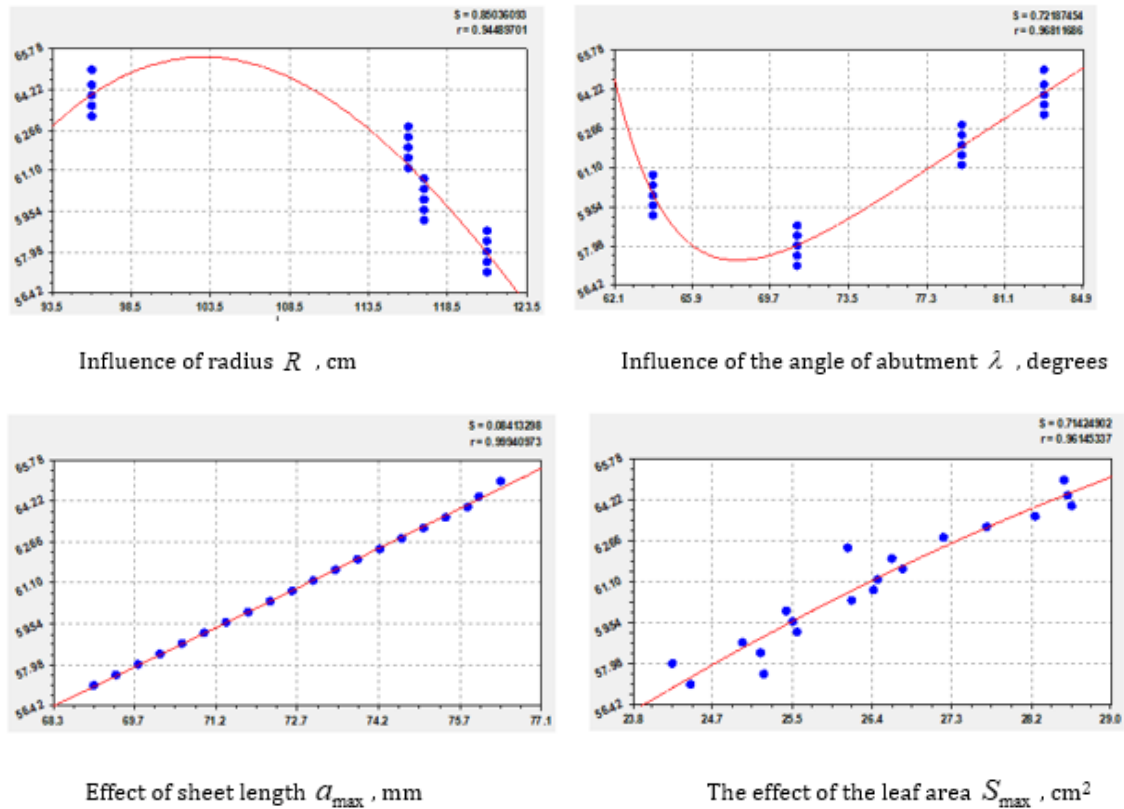 S = 0.85036093
r = 0.94489701
65.78
64.22
62.66
61.10
59.54
57.98
56.42
93.5 98.5 103.5 108.5 113.5 118.5 123.5
Influence of radius R , cm
S = 0.72187454
r = 0.96811686
65.78
64.22
62.66
61.10
59.54
57.98
56.42
62.1 65.9 69.7 73.5 77.3 81.1 84.9
Influence of the angle of abutment λ , degrees
S = 0.08413298
r = 0.99940973
65.78
64.22
62.66
61.10
59.54
57.98
56.42
68.3 69.7 71.2 72.7 74.2 75.7 77.1
Effect of sheet length a_max , mm
S = 0.71424902
r = 0.96145337
65.78
64.22
62.66
61.10
59.54
57.98
56.42
23.8 24.7 25.5 26.4 27.3 28.2 29.0
The effect of the leaf area S_max , cm²